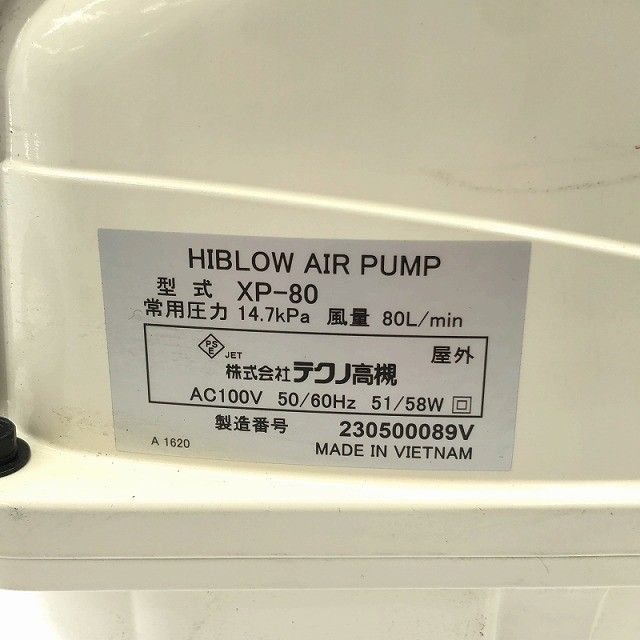 HIBLOW AIR PUMP
型式 XP-80
常用圧力 14.7kPa 風量 80L/min
PS
E JET 屋外
株式会社テクノ高槻
AC100V 50/60Hz 51/58W
製造番号 230500089V
A 1620 MADE IN VIETNAM